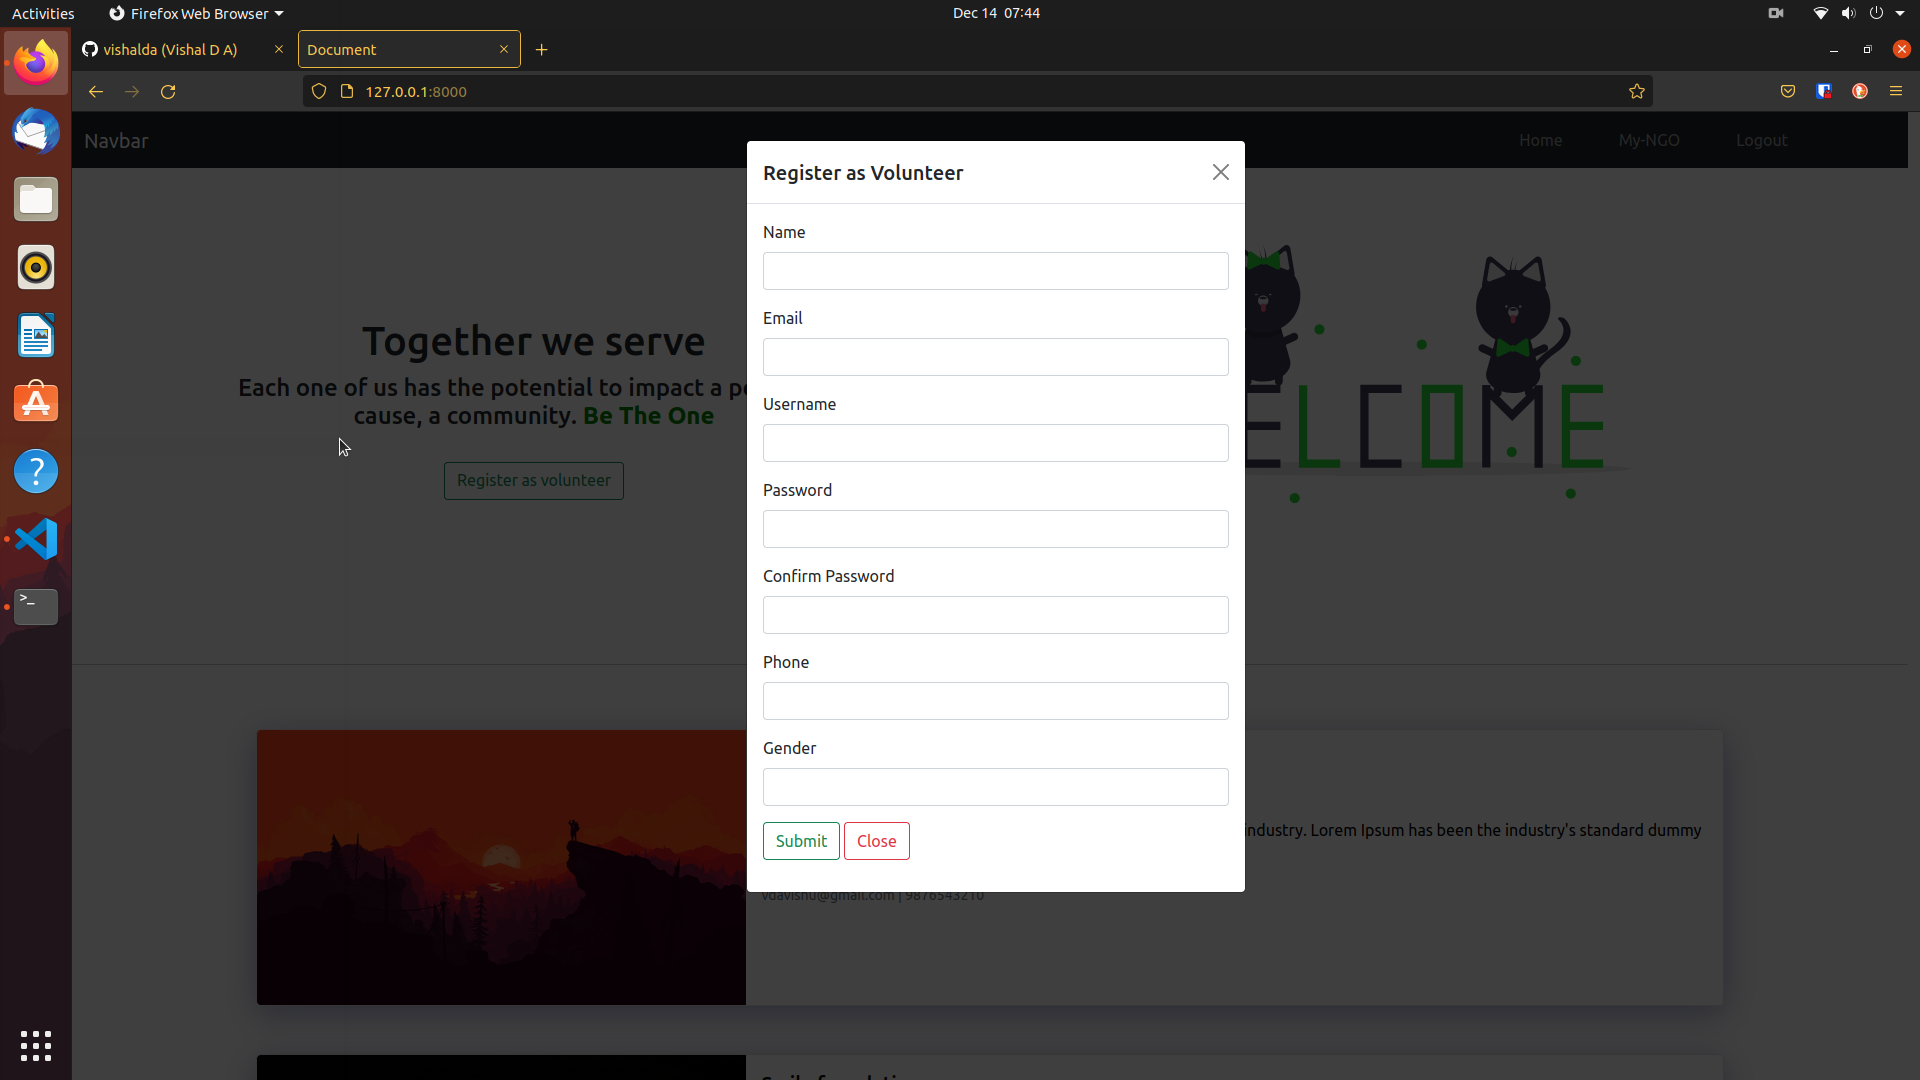 Activities
Firefox Web Browser
Dec 14 07:44
vishalda (Vishal D A)
Document
127.0.0.1:8000
Navbar
Home
My-NGO
Logout
Together we serve
Each one of us has the potential to impact a
cause, a community. Be The One
Register as volunteer
Register as Volunteer
Name
Email
Username
Password
Confirm Password
Phone
Gender
Submit
Close
ELCOME
industry. Lorem Ipsum has been the industry's standard dummy
vdavishu@gmail.com | 9876543210